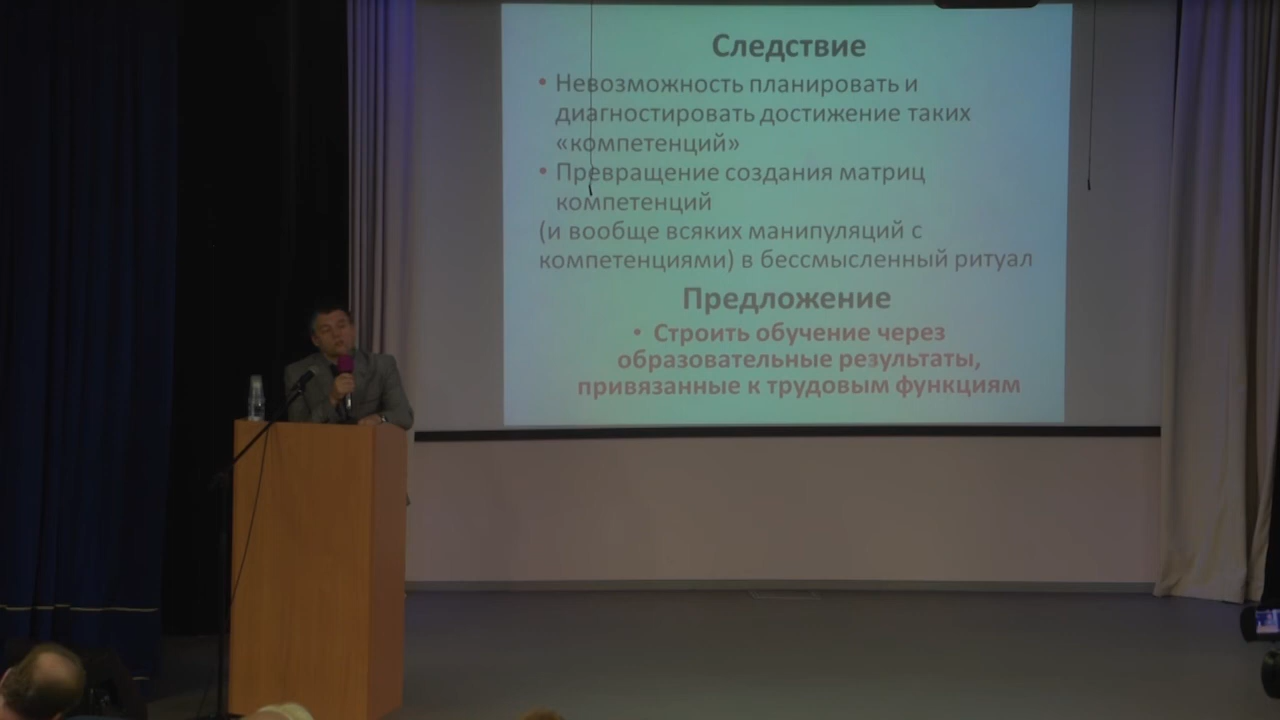 Следствие
• Невозможность планировать и
диагностировать достижение таких
«компетенций»
• Превращение создания матриц
компетенций
(и вообще всяких манипуляций с
компетенциями) в бессмысленный ритуал
Предложение
• Строить обучение через
образовательные результаты,
привязанные к трудовым функциям